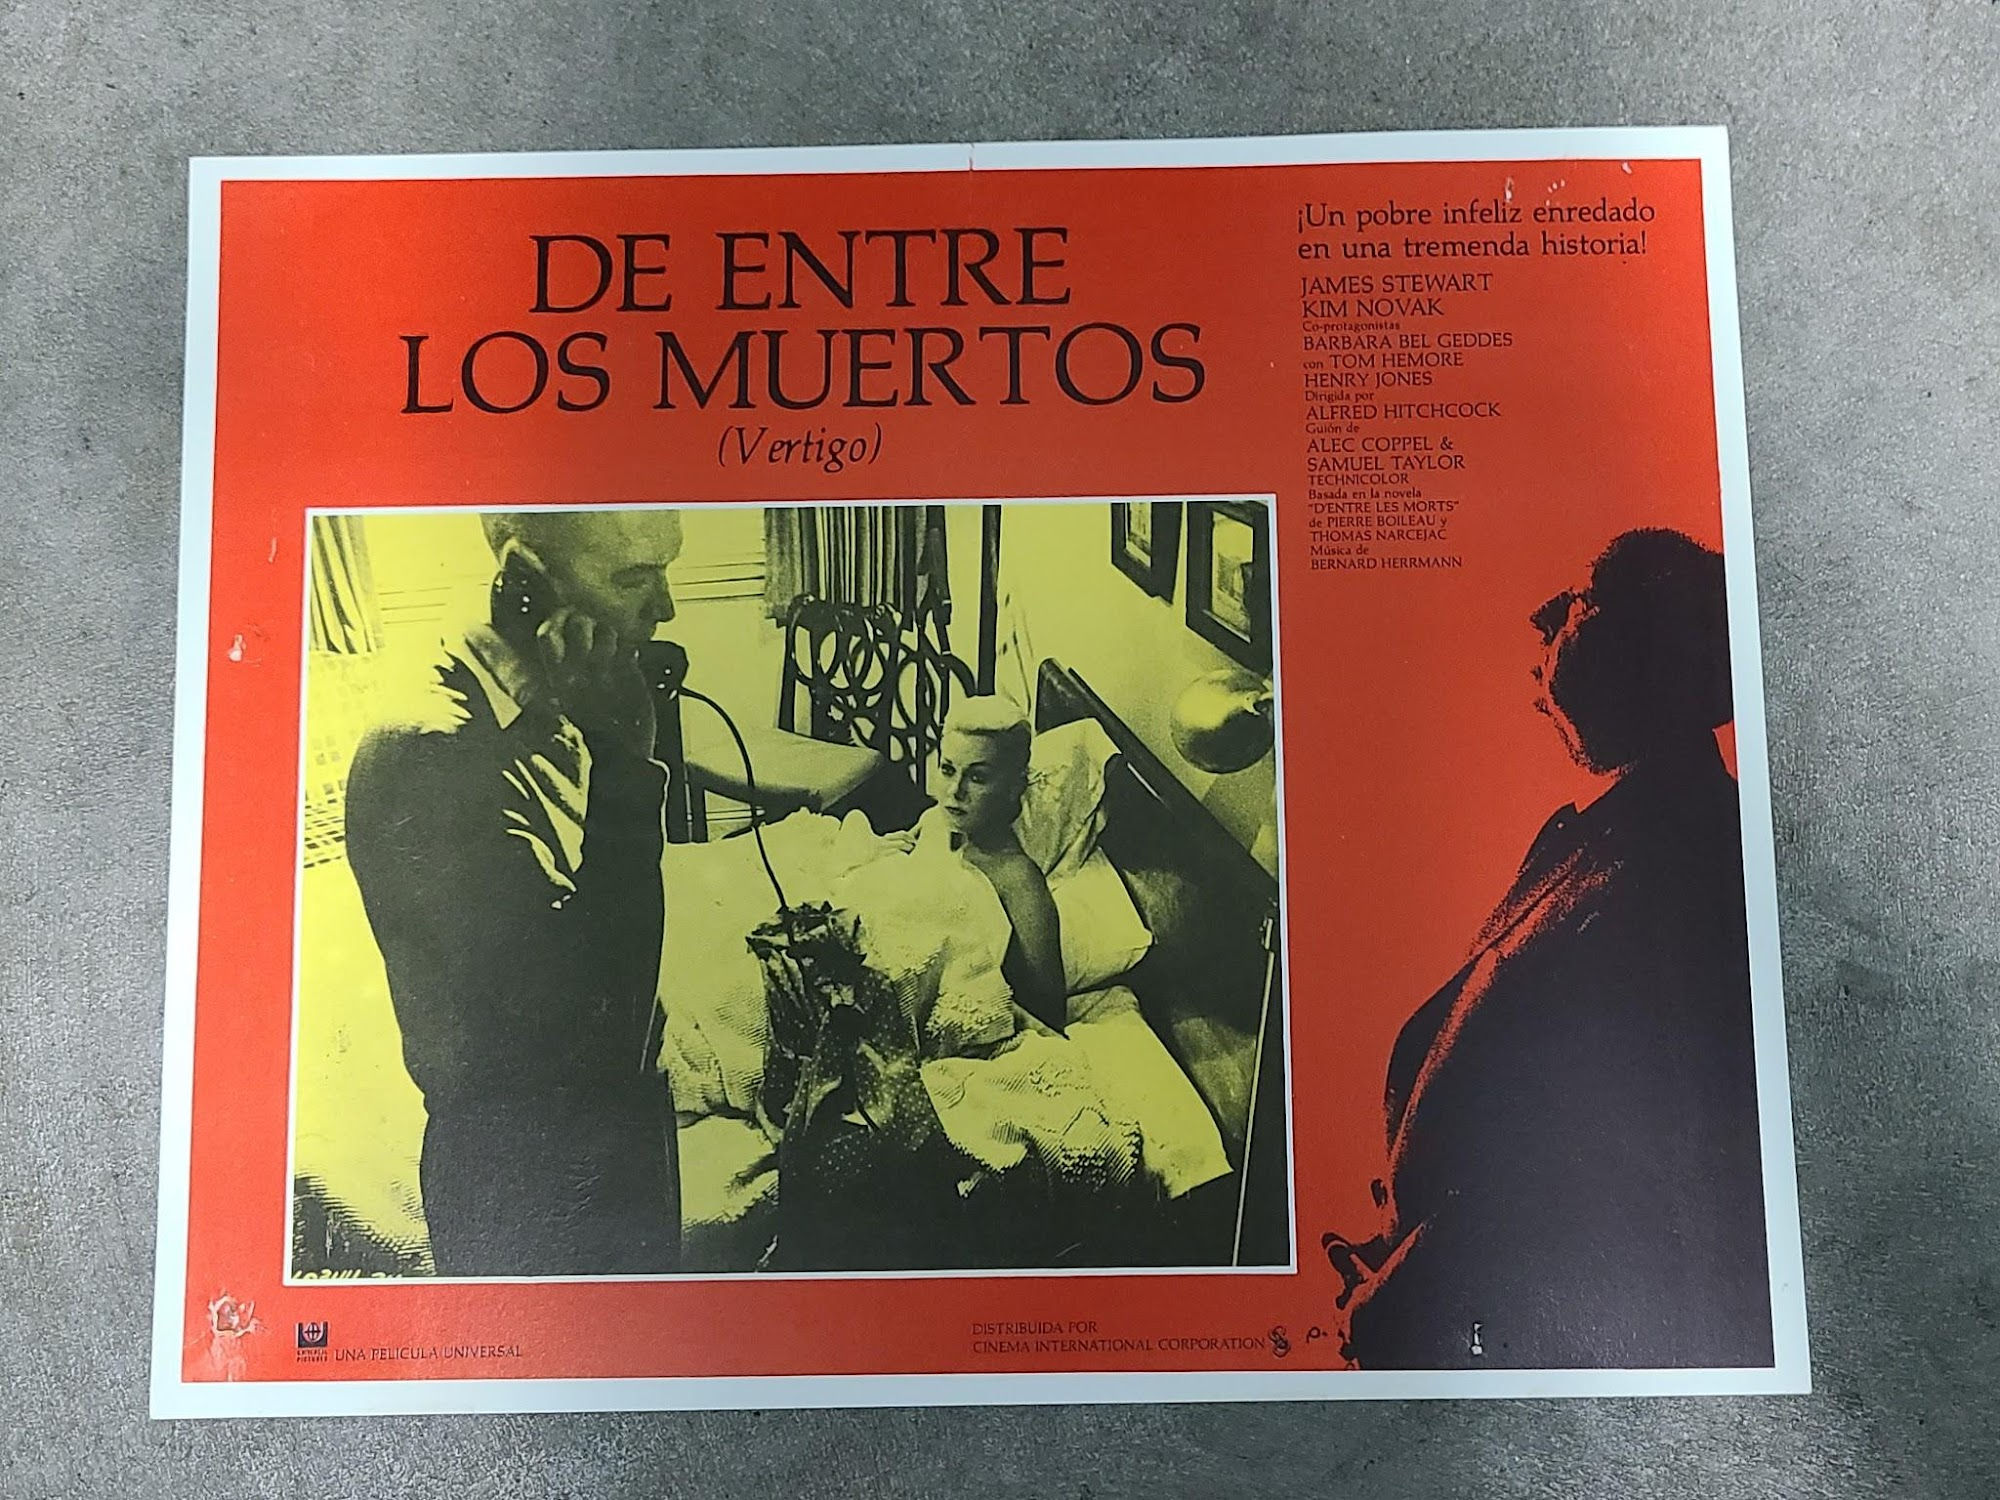 DE ENTRE
LOS MUERTOS
(Vertigo)
¡Un pobre infeliz enredado
en una tremenda historia!
JAMES STEWART
KIM NOVAK
Co-protagonistas
BARBARA BEL GEDDES
con TOM HEMORE
HENRY JONES
Dirigida por
ALFRED HITCHCOCK
Guión de
ALEC COPPEL &
SAMUEL TAYLOR
TECHNICOLOR
Basada en la novela
"D'ENTRE LES MORTS"
de PIERRE BOILEAU y
THOMAS NARCEJAC
Música de
BERNARD HERRMANN
UNA PELICULA UNIVERSAL
DISTRIBUIDA POR
CINEMA INTERNATIONAL CORPORATION